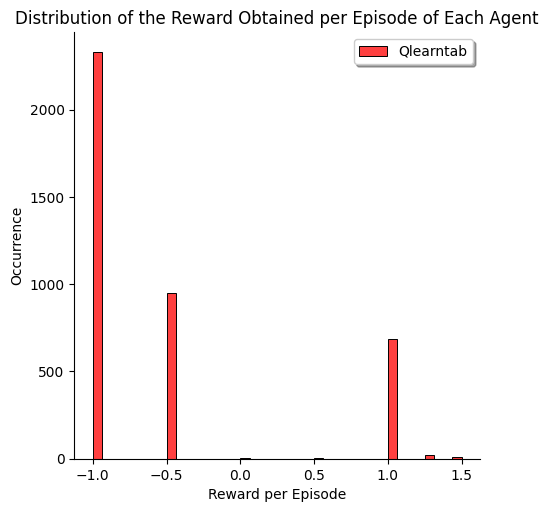 Distribution of the Reward Obtained per Episode of Each Agent
Qlearntab
2000
1500
1000
500
0
Occurrence
−1.0 −0.5 0.0 0.5 1.0 1.5
Reward per Episode